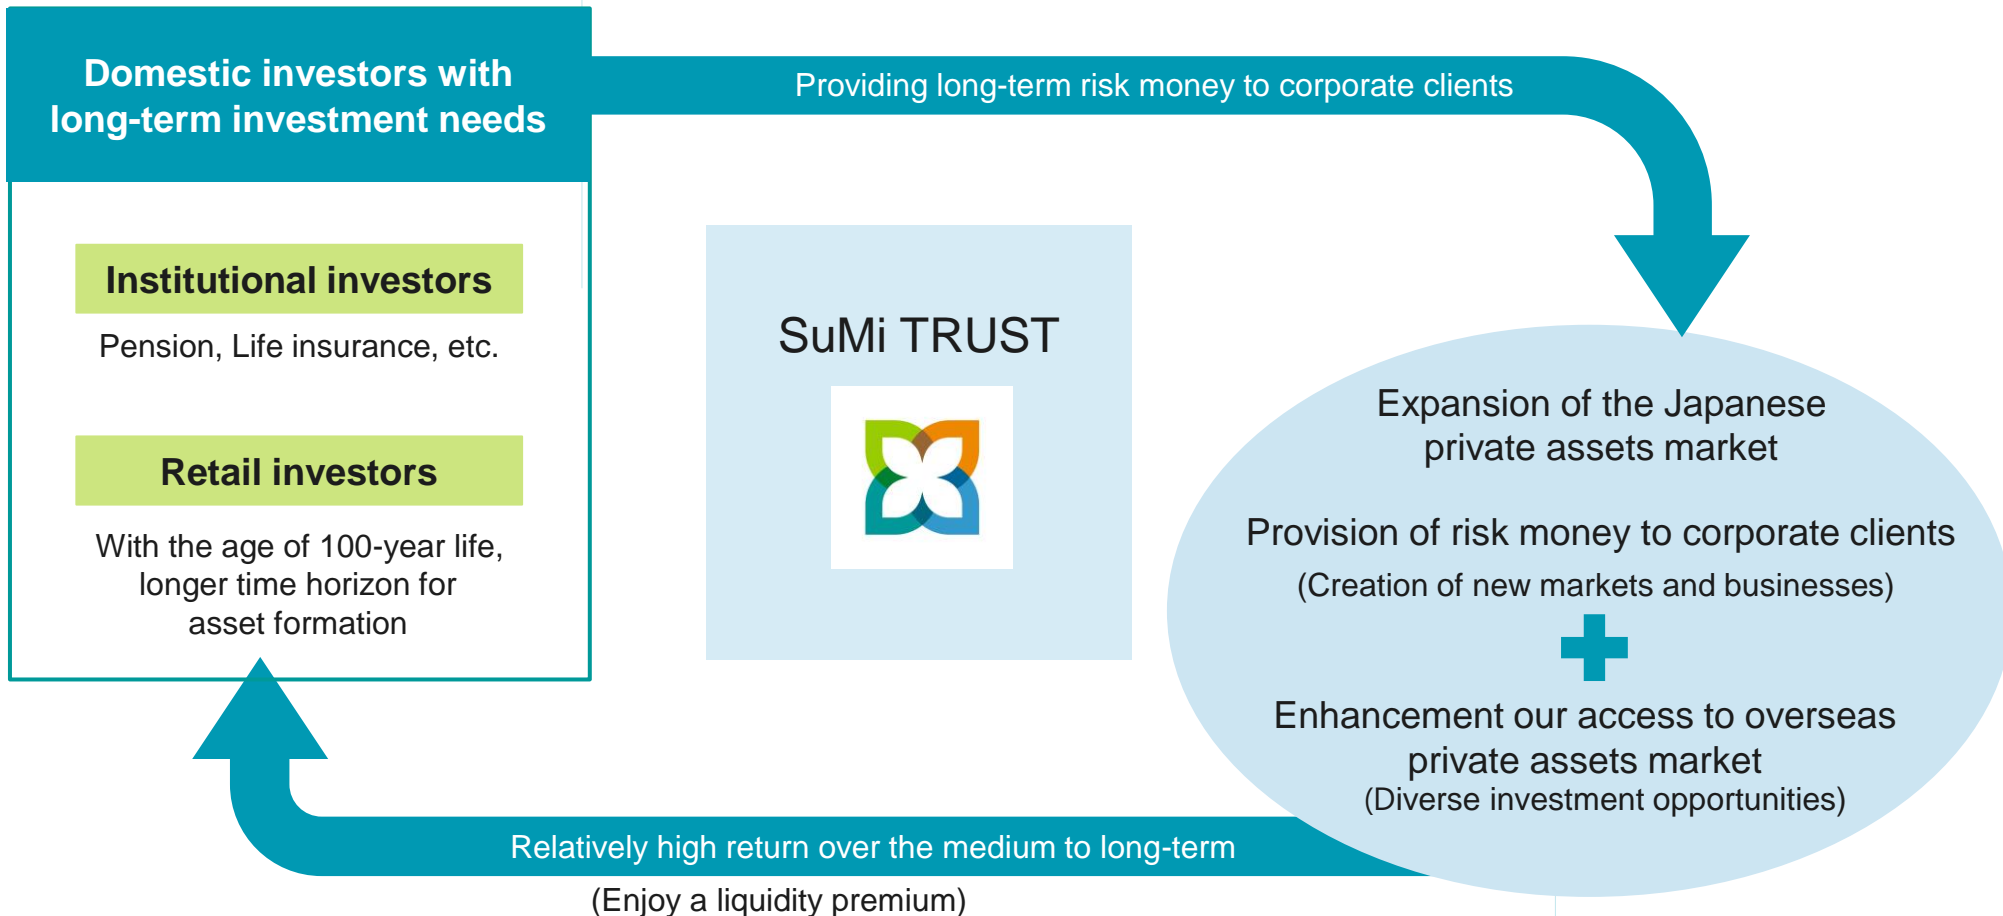 Domestic investors with
long-term investment needs
Institutional investors
Pension, Life insurance, etc.
Retail investors
With the age of 100-year life,
longer time horizon for
asset formation
Providing long-term risk money to corporate clients
SuMi TRUST
Expansion of the Japanese
private assets market
Provision of risk money to corporate clients
(Creation of new markets and businesses)
Enhancement our access to overseas
private assets market
(Diverse investment opportunities)
Relatively high return over the medium to long-term
(Enjoy a liquidity premium)